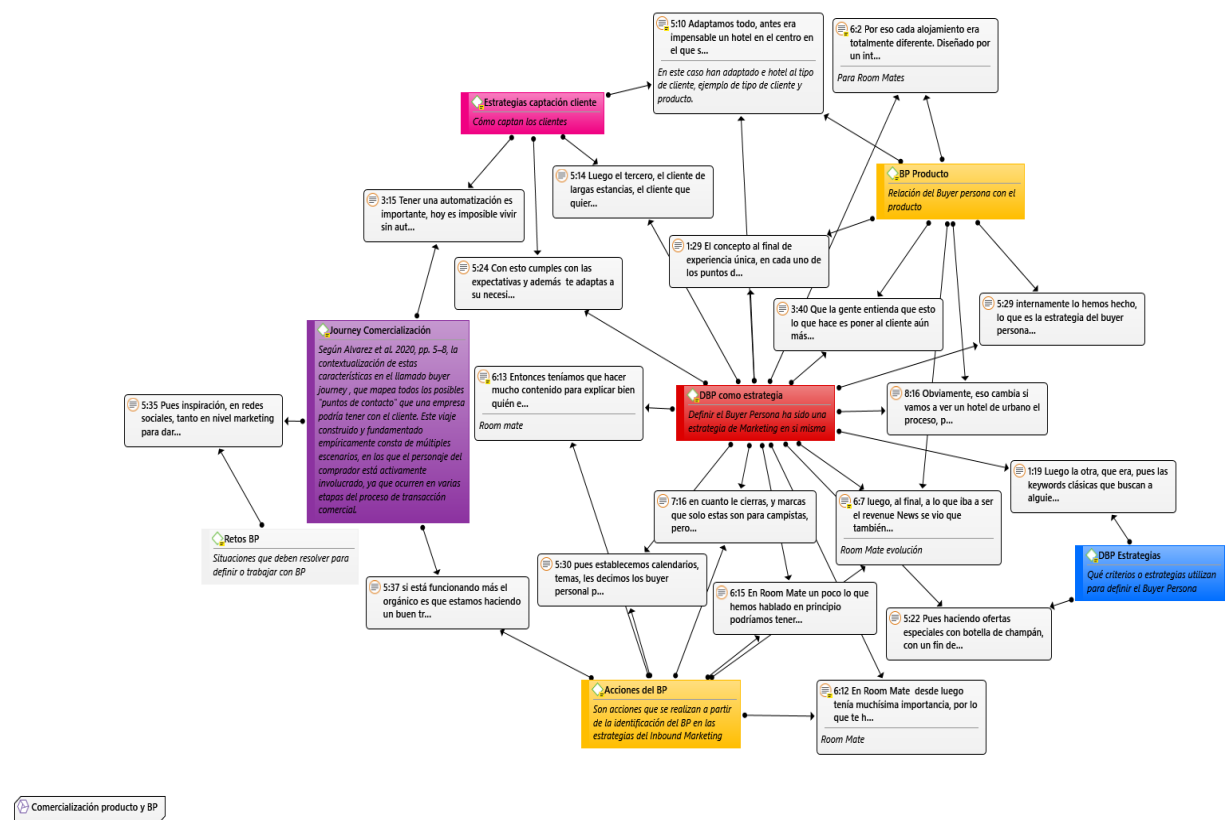 5:10 Adaptamos todo, antes era
impensable un hotel en el centro en
el que s...
En este caso han adaptado e hotel al tipo
de cliente, ejemplo de tipo de cliente y
producto.
6:2 Por eso cada alojamiento era
totalmente diferente. Diseñado por
un int...
Para Room Mates
Estrategias captación cliente
Cómo captan los clientes
5:14 Luego el tercero, el cliente de
largas estancias, el cliente que
quier...
BP Producto
Relación del Buyer persona con el
producto
3:15 Tener una automatización es
importante, hoy es imposible vivir
sin aut...
1:29 El concepto al final de
experiencia única, en cada uno de
los puntos d...
5:24 Con esto cumples con las
expectativas y además  te adaptas a
su necesi...
3:40 Que la gente entienda que esto
lo que hace es poner al cliente aún
más...
5:29 internamente lo hemos hecho,
lo que es la estrategia del buyer
persona...
Journey Comercialización
Según Alvarez et al. 2020, pp. 5–8, la
contextualización de estas
características en el llamado buyer
journey , que mapea todos los posibles
"puntos de contacto" que una empresa
podría tener con el cliente. Este viaje
construido y fundamentado
empíricamente consta de múltiples
escenarios, en los que el personaje del
comprador está activamente
involucrado, ya que ocurren en varias
etapas del proceso de transacción
comercial.
6:13 Entonces teníamos que hacer
mucho contenido para explicar bien
quién e...
Room mate
DBP como estrategia
Definir el Buyer Persona ha sido una
estrategia de Marketing en si misma
8:16 Obviamente, eso cambia si
vamos a ver un hotel de urbano el
proceso, p...
5:35 Pues inspiración, en redes
sociales, tanto en nivel marketing
para dar...
1:19 Luego la otra, que era, pues las
keywords clásicas que buscan a
alguie...
7:16 en cuanto le cierras, y marcas
que solo estas son para campistas,
pero...
6:7 luego, al final, a lo que iba a ser
el revenue News se vio que
también...
Room Mate evolución
Retos BP
Situaciones que deben resolver para
definir o trabajar con BP
DBP Estrategias
Qué criterios o estrategias utilizan
para definir el Buyer Persona
5:30 pues establecemos calendarios,
temas, les decimos los buyer
personal p...
5:37 si está funcionando más el
orgánico es que estamos haciendo
un buen tr...
6:15 En Room Mate un poco lo que
hemos hablado en principio
podríamos tener...
5:22 Pues haciendo ofertas
especiales con botella de champán,
con un fin de...
Acciones del BP
Son acciones que se realizan a partir
de la identificación del BP en las
estrategias del Inbound Marketing
6:12 En Room Mate  desde luego
tenía muchísima importancia, por lo
que te h...
Room Mate
Comercialización producto y BP